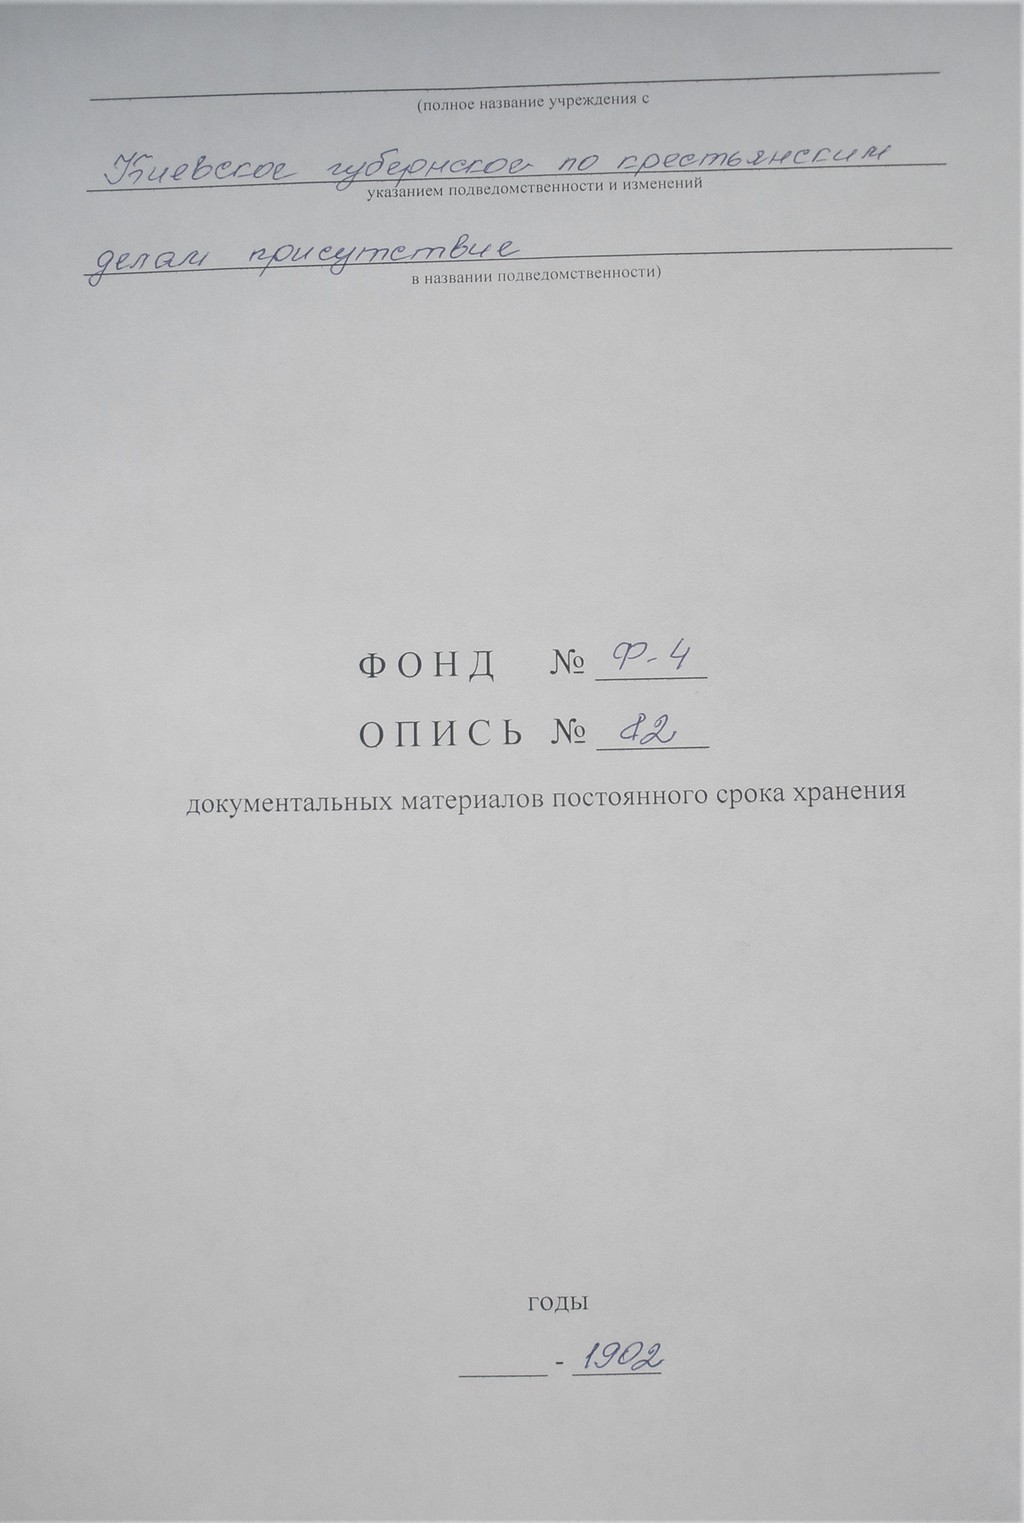 (полное название учреждения с
Киевское губернское по крестьянским
указанием подведомственности и изменений
делам присутствие
в названии подведомственности)
ФОНД № Ф-4
ОПИСЬ № 82
документальных материалов постоянного срока хранения
годы
- 1902